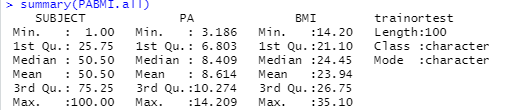 > summary(PABMI.all)
SUBJECT PA BMI trainortest
Min. : 1.00 Min. : 3.186 Min. :14.20 Length:100
1st Qu.: 25.75 1st Qu.: 6.803 1st Qu.:21.10 Class :character
Median : 50.50 Median : 8.409 Median :24.45 Mode :character
Mean : 50.50 Mean : 8.614 Mean :23.94
3rd Qu.: 75.25 3rd Qu.:10.274 3rd Qu.:26.75
Max. :100.00 Max. :14.209 Max. :35.10